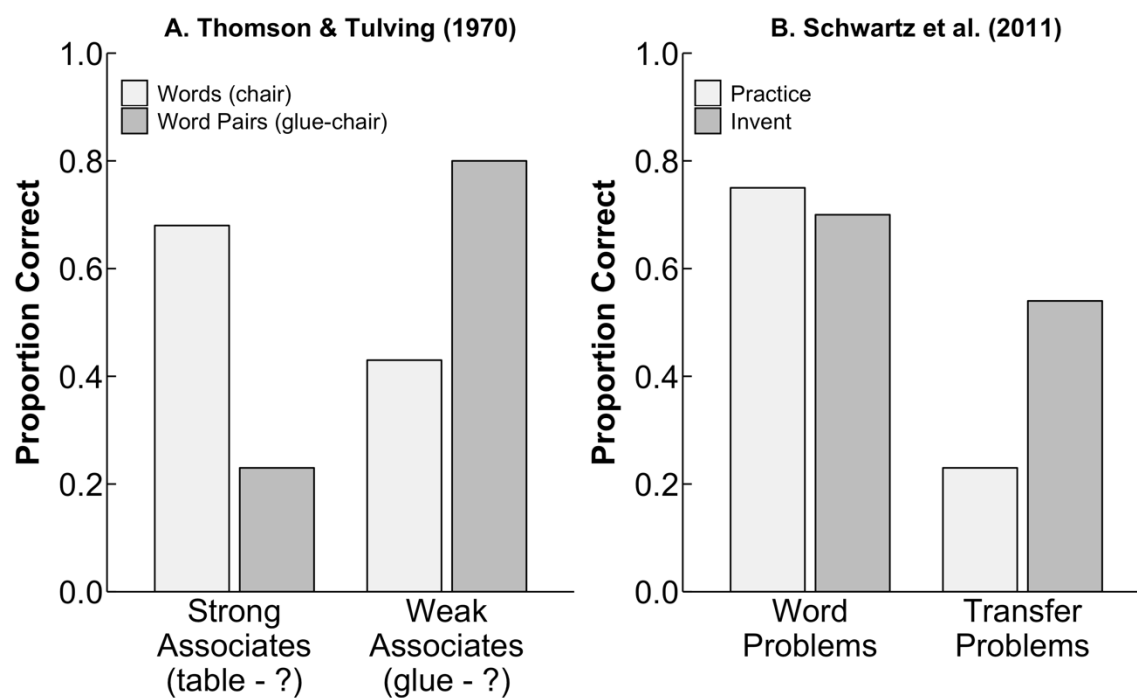 A. Thomson & Tulving (1970)
Proportion Correct
1.0
0.8
0.6
0.4
0.2
0.0
Words (chair)
Word Pairs (glue-chair)
Strong
Associates
(table - ?)
Weak
Associates
(glue - ?)
B. Schwartz et al. (2011)
Proportion Correct
1.0
0.8
0.6
0.4
0.2
0.0
Practice
Invent
Word
Problems
Transfer
Problems